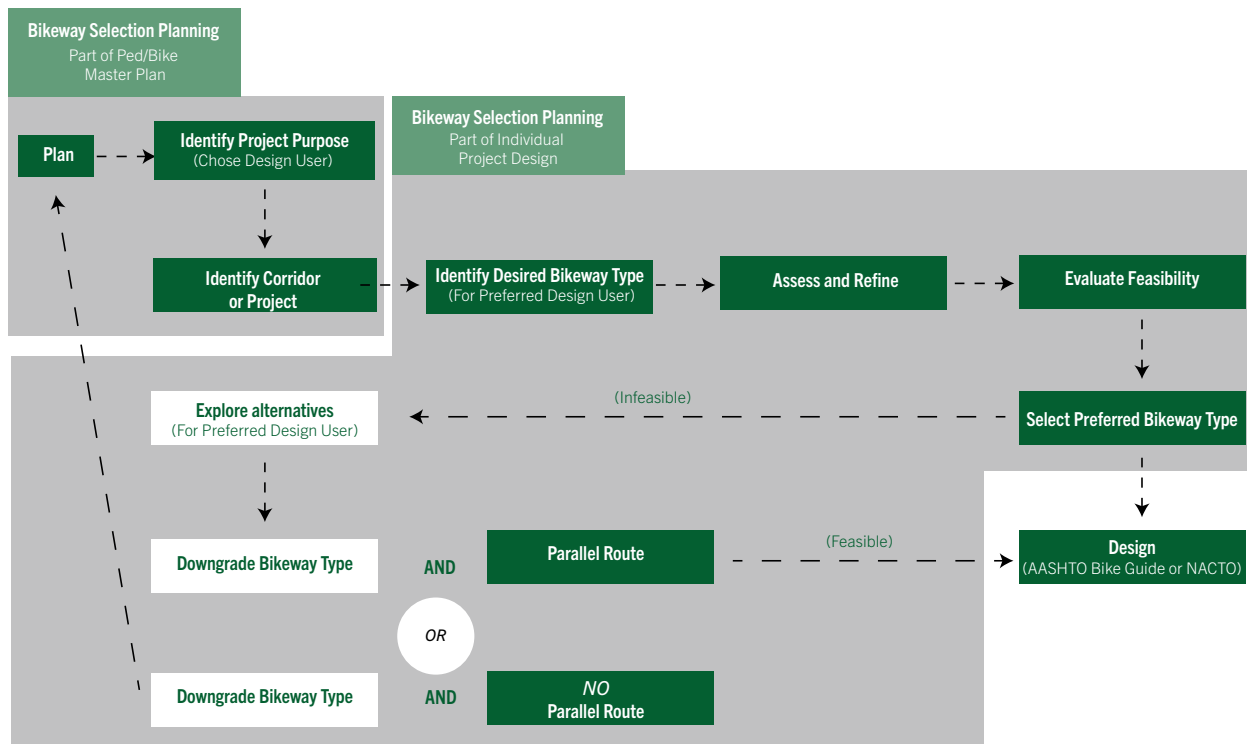 Bikeway Selection Planning
Part of Ped/Bike
Master Plan
Bikeway Selection Planning
Part of Individual
Project Design
Plan
Identify Project Purpose
(Chose Design User)
Identify Corridor
or Project
Identify Desired Bikeway Type
(For Preferred Design User)
Assess and Refine
Evaluate Feasibility
Explore alternatives
(For Preferred Design User)
(Infeasible)
Select Preferred Bikeway Type
Downgrade Bikeway Type
AND
Parallel Route
(Feasible)
Design
(AASHTO Bike Guide or NACTO)
OR
Downgrade Bikeway Type
AND
NO
Parallel Route